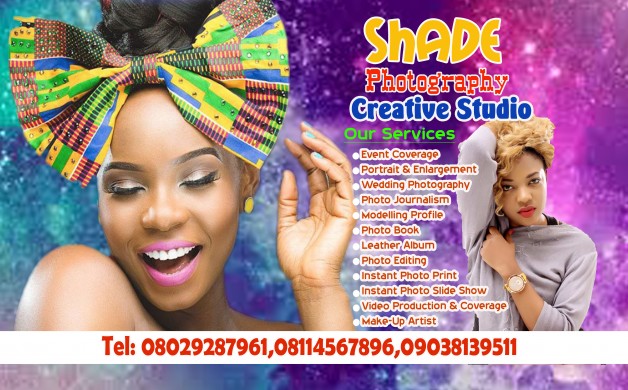 ShADE
Photography
Creative Studio
Our Services
Event Coverage
Portrait & Enlargement
Wedding Photography
Photo Journalism
Modelling Profile
Photo Book
Leather Album
Photo Editing
Instant Photo Print
Instant Photo Slide Show
Video Production & Coverage
Make-Up Artist
Tel: 08029287961,08114567896,09038139511